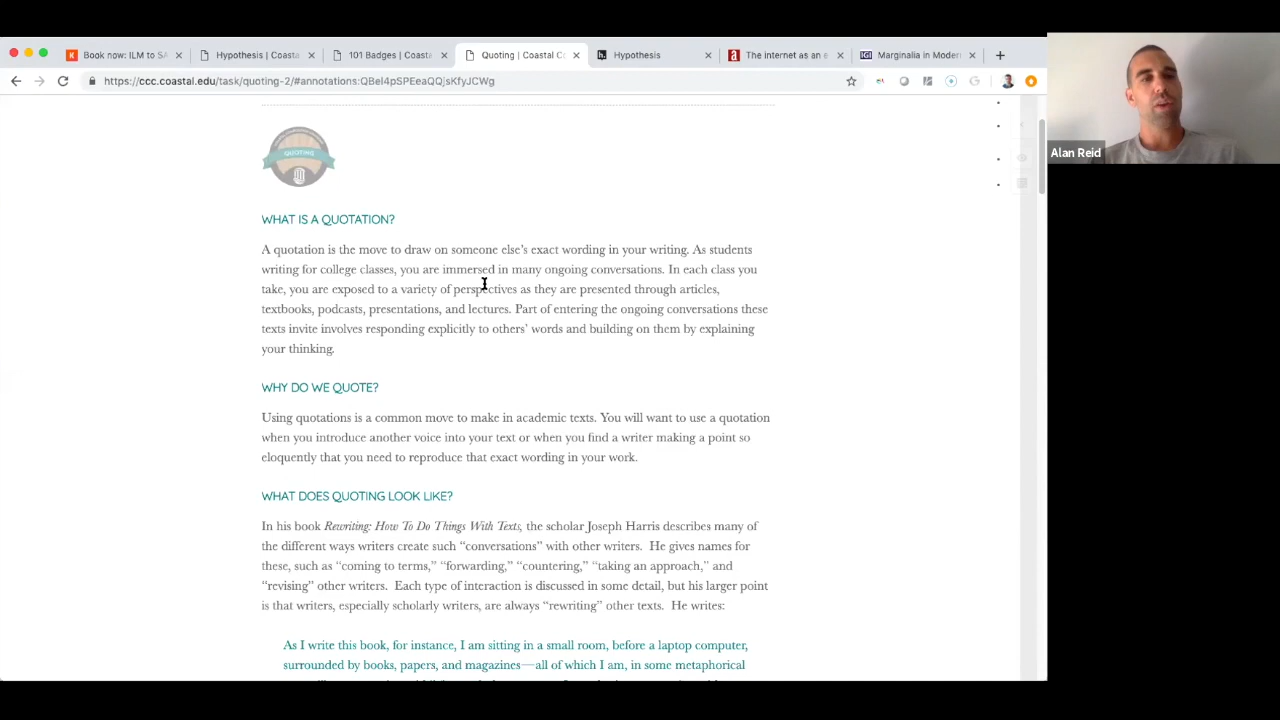 Book now: ILM to SA
Hypothesis | Coasta
101 Badges | Coasta
Quoting | Coastal C
Hypothesis
The internet as an e
Marginalia in Modern
https://ccc.coastal.edu/task/quoting-2/#annotations:QBel4pSPEeaQQjsKfyJCWg
Alan Reid
QUOTING
WHAT IS A QUOTATION?
A quotation is the move to draw on someone else’s exact wording in your writing. As students
writing for college classes, you are immersed in many ongoing conversations. In each class you
take, you are exposed to a variety of perspectives as they are presented through articles,
textbooks, podcasts, presentations, and lectures. Part of entering the ongoing conversations these
texts invite involves responding explicitly to others’ words and building on them by explaining
your thinking.
WHY DO WE QUOTE?
Using quotations is a common move to make in academic texts. You will want to use a quotation
when you introduce another voice into your text or when you find a writer making a point so
eloquently that you need to reproduce that exact wording in your work.
WHAT DOES QUOTING LOOK LIKE?
In his book Rewriting: How To Do Things With Texts, the scholar Joseph Harris describes many of
the different ways writers create such “conversations” with other writers. He gives names for
these, such as “coming to terms,” “forwarding,” “countering,” “taking an approach,” and
“revising” other writers. Each type of interaction is discussed in some detail, but his larger point
is that writers, especially scholarly writers, are always “rewriting” other texts. He writes:
As I write this book, for instance, I am sitting in a small room, before a laptop computer,
surrounded by books, papers, and magazines—all of which I am, in some metaphorical